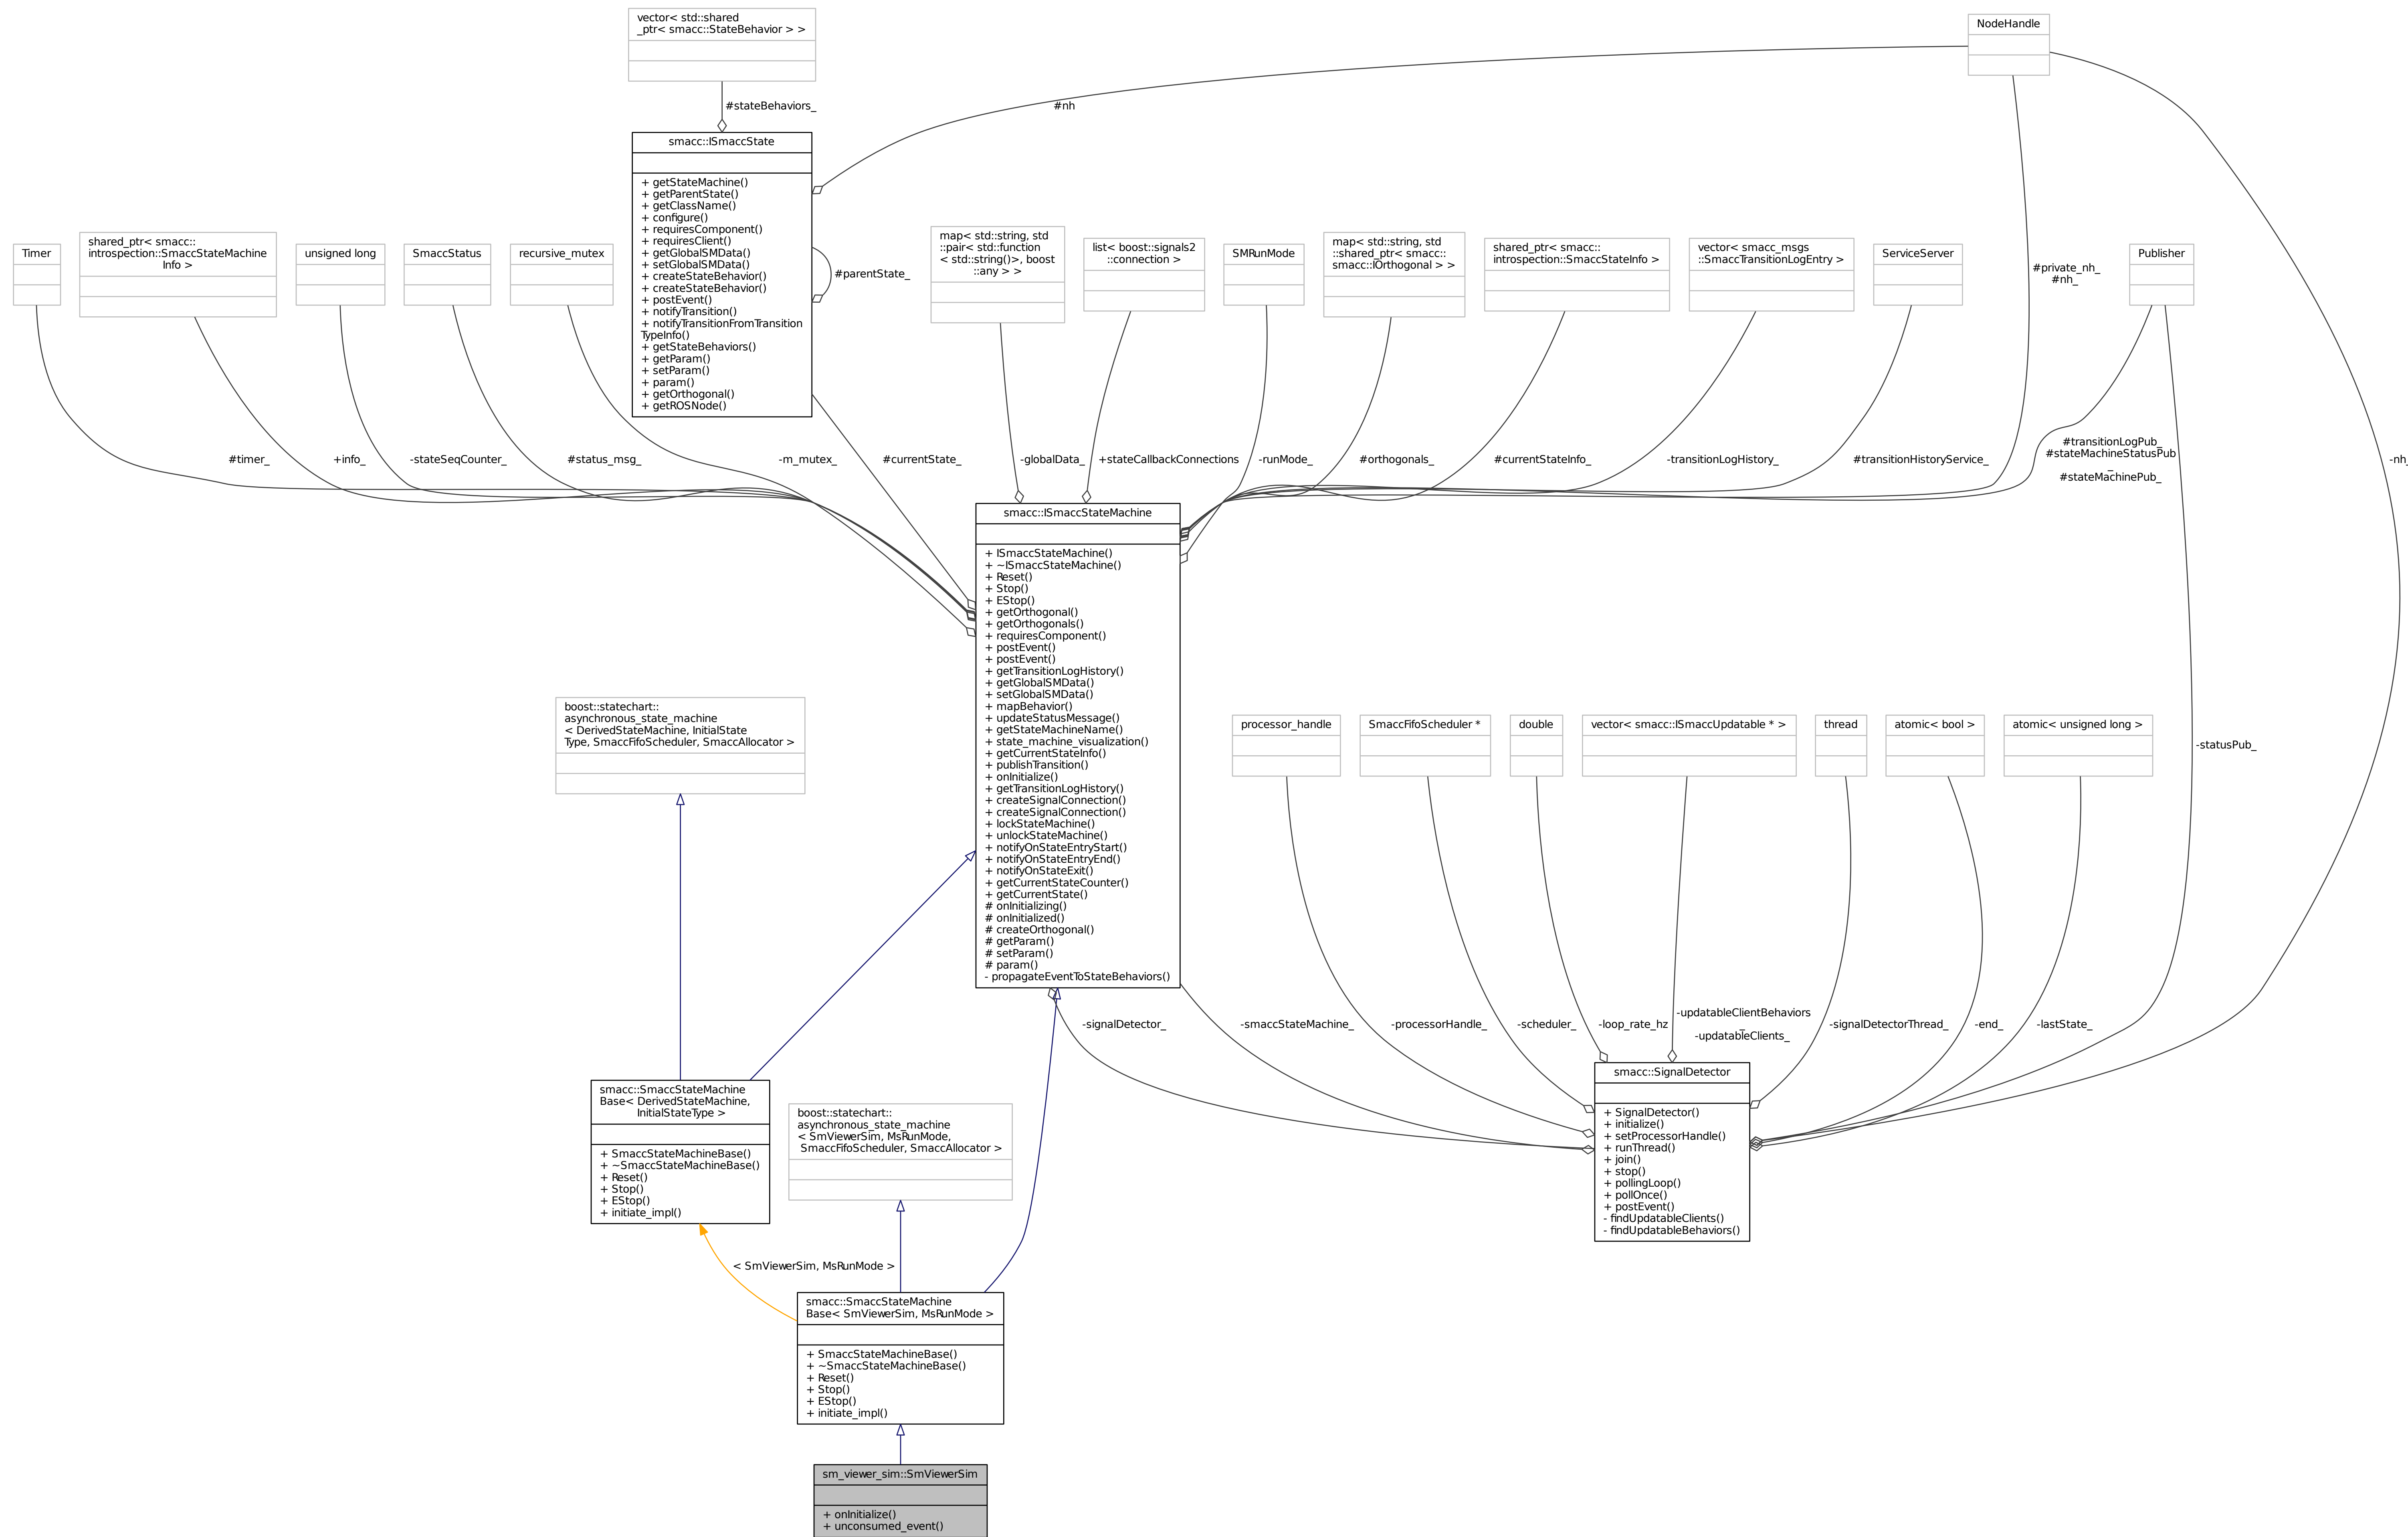 vector< std::shared
_ptr< smacc::StateBehavior > >
NodeHandle
#stateBehaviors_
#nh
smacc::ISmaccState
+ getStateMachine()
+ getParentState()
+ getClassName()
+ configure()
+ requiresComponent()
+ requiresClient()
+ getGlobalSMData()
+ setGlobalSMData()
+ createStateBehavior()
+ createStateBehavior()
+ postEvent()
+ notifyTransition()
+ notifyTransitionFromTransition
TypeInfo()
+ getStateBehaviors()
+ getParam()
+ setParam()
+ param()
+ getOrthogonal()
+ getROSNode()
#parentState_
Timer
shared_ptr< smacc::
introspection::SmaccStateMachine
Info >
unsigned long
SmaccStatus
recursive_mutex
map< std::string, std
::pair< std::function
< std::string()>, boost
::any > >
list< boost::signals2
::connection >
SMRunMode
map< std::string, std
::shared_ptr< smacc::
smacc::IOrthogonal > >
shared_ptr< smacc::
introspection::SmaccStateInfo >
vector< smacc_msgs
::SmaccTransitionLogEntry >
ServiceServer
Publisher
#private_nh_
#nh_
#timer_
+info_
-stateSeqCounter_
#status_msg_
-m_mutex_
#currentState_
-globalData_
+stateCallbackConnections
-runMode_
#orthogonals_
#currentStateInfo_
-transitionLogHistory_
#transitionHistoryService_
#transitionLogPub_
#stateMachineStatusPub
_
#stateMachinePub_
-nh_
smacc::ISmaccStateMachine
+ ISmaccStateMachine()
+ ~ISmaccStateMachine()
+ Reset()
+ Stop()
+ EStop()
+ getOrthogonal()
+ getOrthogonals()
+ requiresComponent()
+ postEvent()
+ postEvent()
+ getTransitionLogHistory()
+ getGlobalSMData()
+ setGlobalSMData()
+ mapBehavior()
+ updateStatusMessage()
+ getStateMachineName()
+ state_machine_visualization()
+ getCurrentStateInfo()
+ publishTransition()
+ onInitialize()
+ getTransitionLogHistory()
+ createSignalConnection()
+ createSignalConnection()
+ lockStateMachine()
+ unlockStateMachine()
+ notifyOnStateEntryStart()
+ notifyOnStateEntryEnd()
+ notifyOnStateExit()
+ getCurrentStateCounter()
+ getCurrentState()
# onInitializing()
# onInitialized()
# createOrthogonal()
# getParam()
# setParam()
# param()
- propagateEventToStateBehaviors()
boost::statechart::
asynchronous_state_machine
< DerivedStateMachine, InitialState
Type, SmaccFifoScheduler, SmaccAllocator >
processor_handle
SmaccFifoScheduler *
double
vector< smacc::ISmaccUpdatable * >
thread
atomic< bool >
atomic< unsigned long >
-statusPub_
-signalDetector_
-smaccStateMachine_
-processorHandle_
-scheduler_
-loop_rate_hz
-updatableClientBehaviors
_
-updatableClients_
-signalDetectorThread_
-end_
-lastState_
smacc::SignalDetector
+ SignalDetector()
+ initialize()
+ setProcessorHandle()
+ runThread()
+ join()
+ stop()
+ pollingLoop()
+ pollOnce()
+ postEvent()
- findUpdatableClients()
- findUpdatableBehaviors()
smacc::SmaccStateMachine
Base< DerivedStateMachine,
InitialStateType >
+ SmaccStateMachineBase()
+ ~SmaccStateMachineBase()
+ Reset()
+ Stop()
+ EStop()
+ initiate_impl()
boost::statechart::
asynchronous_state_machine
< SmViewerSim, MsRunMode,
SmaccFifoScheduler, SmaccAllocator >
< SmViewerSim, MsRunMode >
smacc::SmaccStateMachine
Base< SmViewerSim, MsRunMode >
+ SmaccStateMachineBase()
+ ~SmaccStateMachineBase()
+ Reset()
+ Stop()
+ EStop()
+ initiate_impl()
sm_viewer_sim::SmViewerSim
+ onInitialize()
+ unconsumed_event()